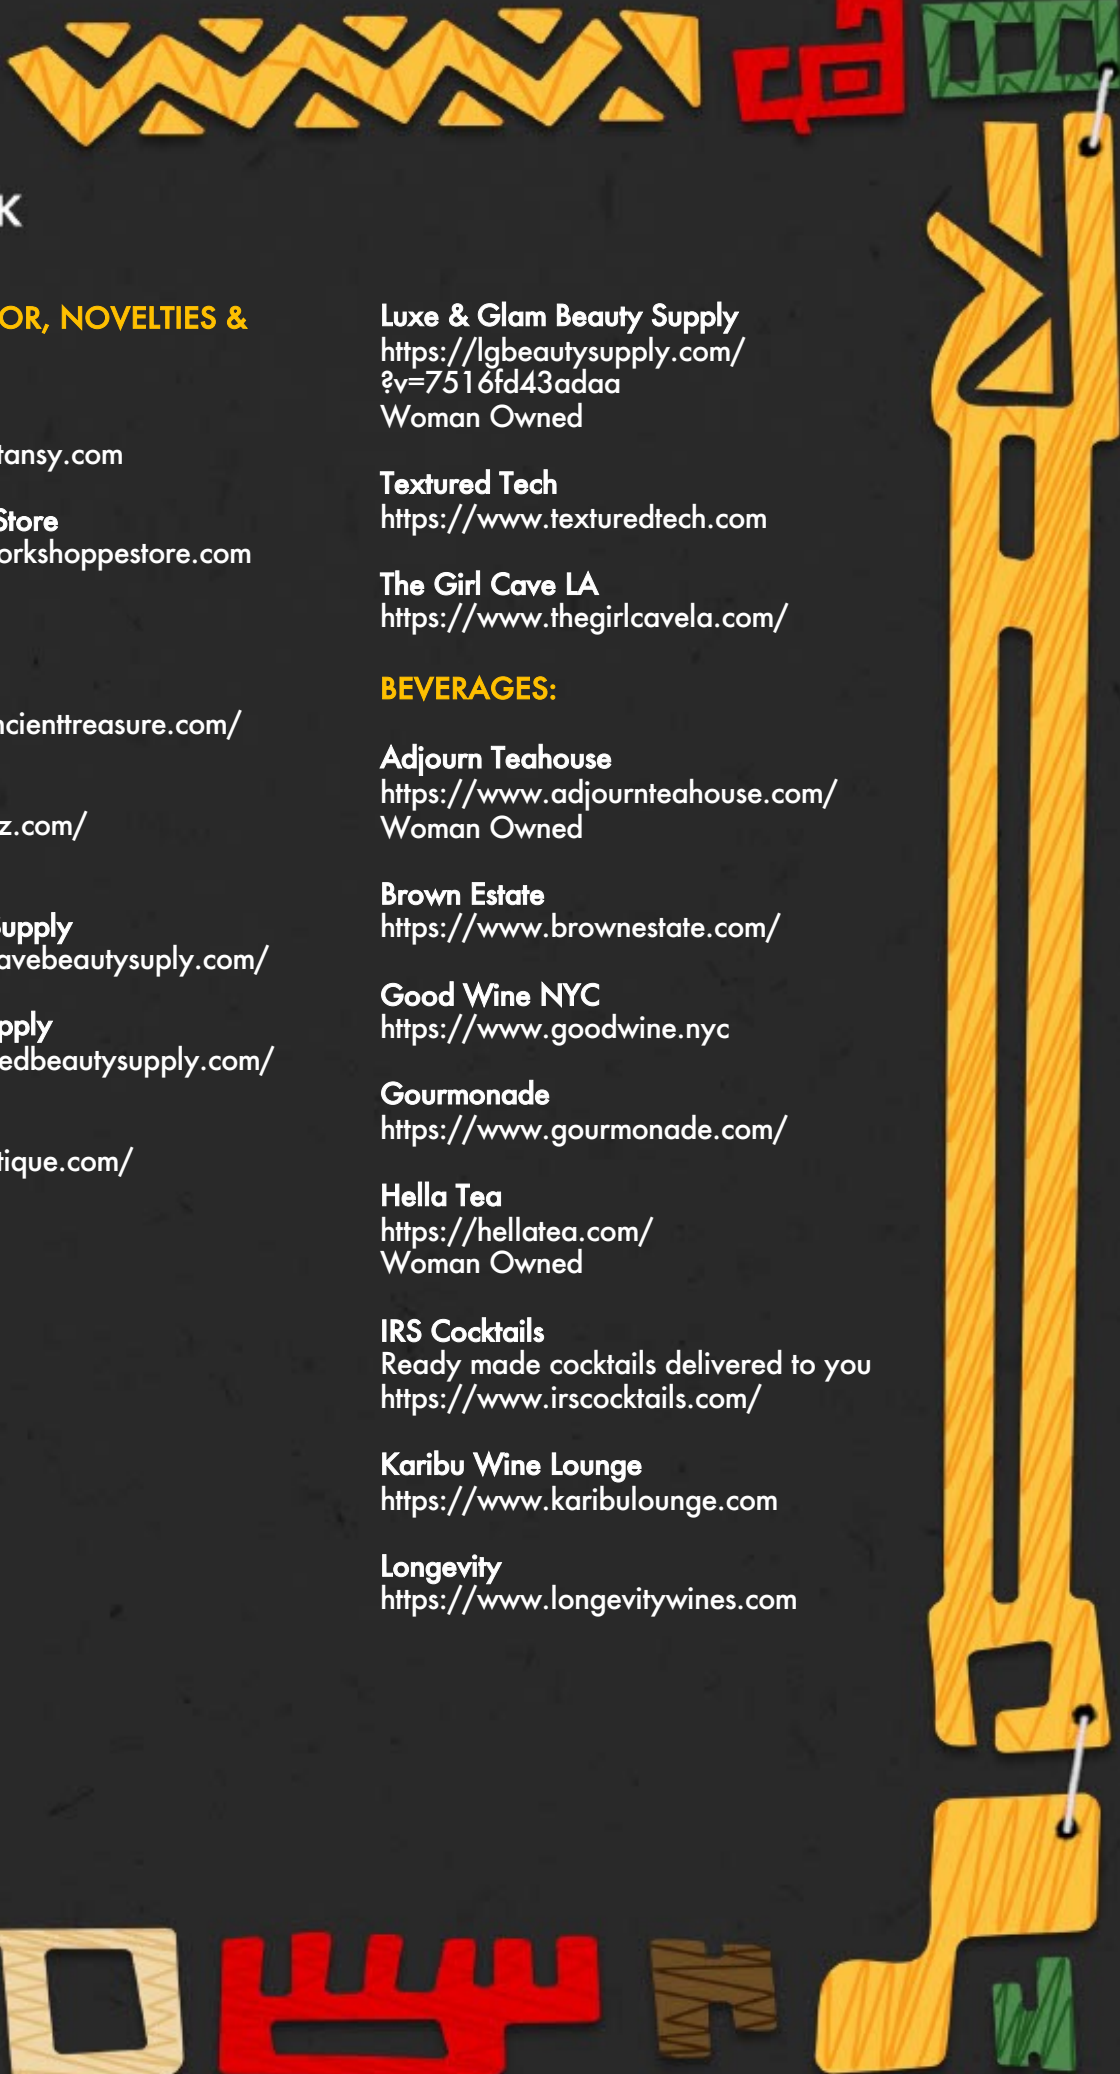 K
OR, NOVELTIES &
tansy.com
Store
orkshoppestore.com
ncienttreasure.com/
z.com/
Supply
avebeautysuply.com/
pply
edbeautysupply.com/
tique.com/
Luxe & Glam Beauty Supply
https://lgbeautysupply.com/
?v=7516fd43adaa
Woman Owned
Textured Tech
https://www.texturedtech.com
The Girl Cave LA
https://www.thegirlcavela.com/
BEVERAGES:
Adjourn Teahouse
https://www.adjournteahouse.com/
Woman Owned
Brown Estate
https://www.brownestate.com/
Good Wine NYC
https://www.goodwine.nyc
Gourmonade
https://www.gourmonade.com/
Hella Tea
https://hellatea.com/
Woman Owned
IRS Cocktails
Ready made cocktails delivered to you
https://www.irscocktails.com/
Karibu Wine Lounge
https://www.karibulounge.com
Longevity
https://www.longevitywines.com